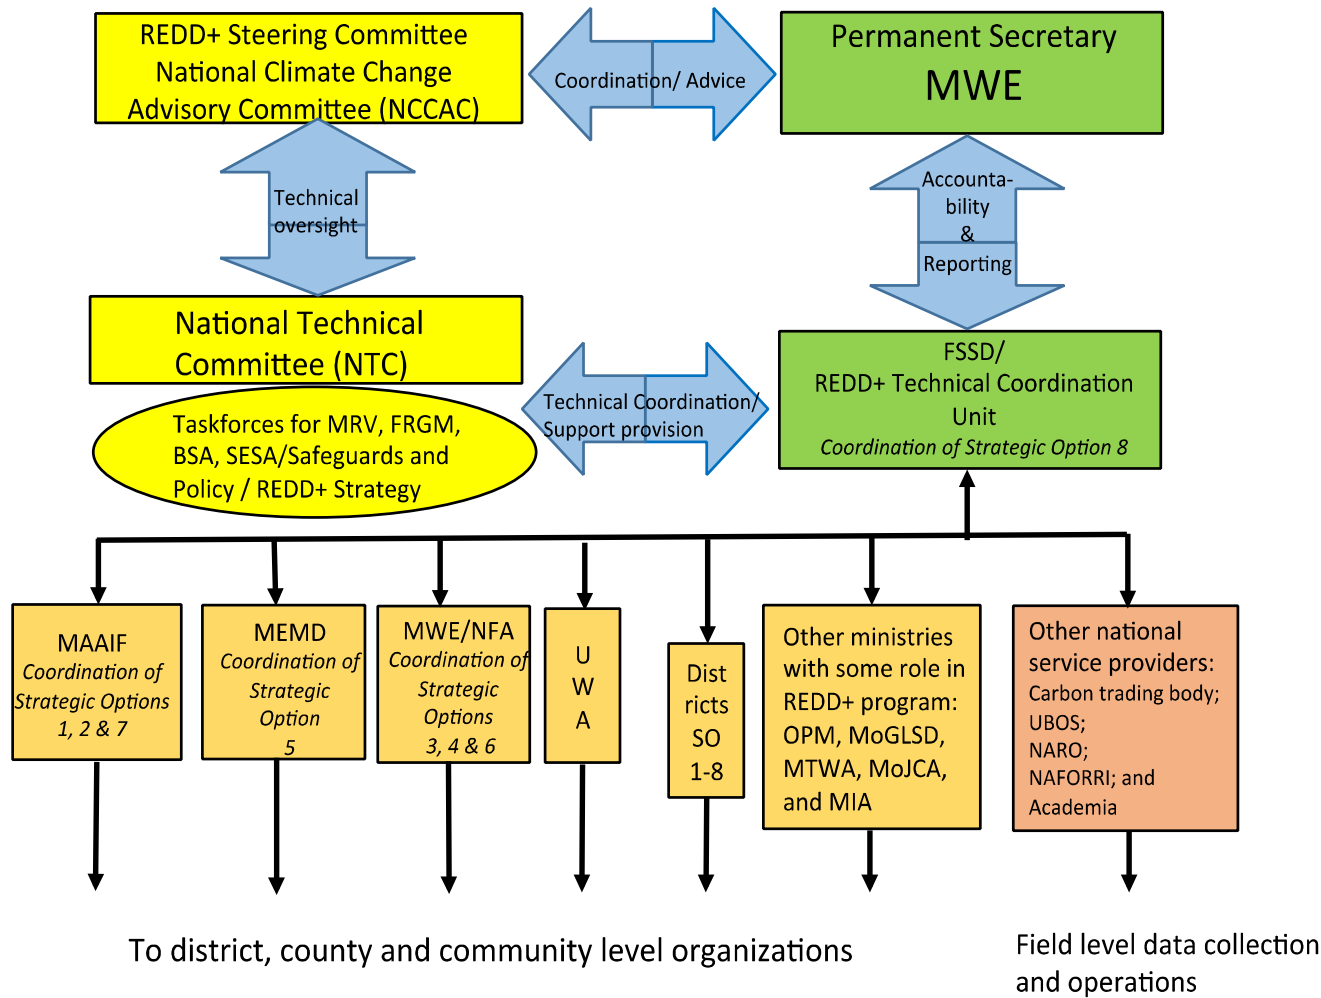 REDD+ Steering Committee
National Climate Change
Advisory Committee (NCCAC)
Coordination/ Advice
Permanent Secretary
MWE
Technical
oversight
Accounta-
bility
&
Reporting
National Technical
Committee (NTC)
Taskforces for MRV, FRGM,
BSA, SESA/Safeguards and
Policy / REDD+ Strategy
Technical Coordination/
Support provision
FSSD/
REDD+ Technical Coordination
Unit
Coordination of Strategic Option 8
MAAIF
Coordination of
Strategic Options
1, 2 & 7
MEMD
Coordination of
Strategic
Option
5
MWE/NFA
Coordination of
Strategic
Options
3, 4 & 6
U
W
A
Dist
ricts
SO
1-8
Other ministries
with some role in
REDD+ program:
OPM, MoGLSD,
MTWA, MoJCA,
and MIA
Other national
service providers:
Carbon trading body;
UBOS;
NARO;
NAFORRI; and
Academia
To district, county and community level organizations
Field level data collection
and operations